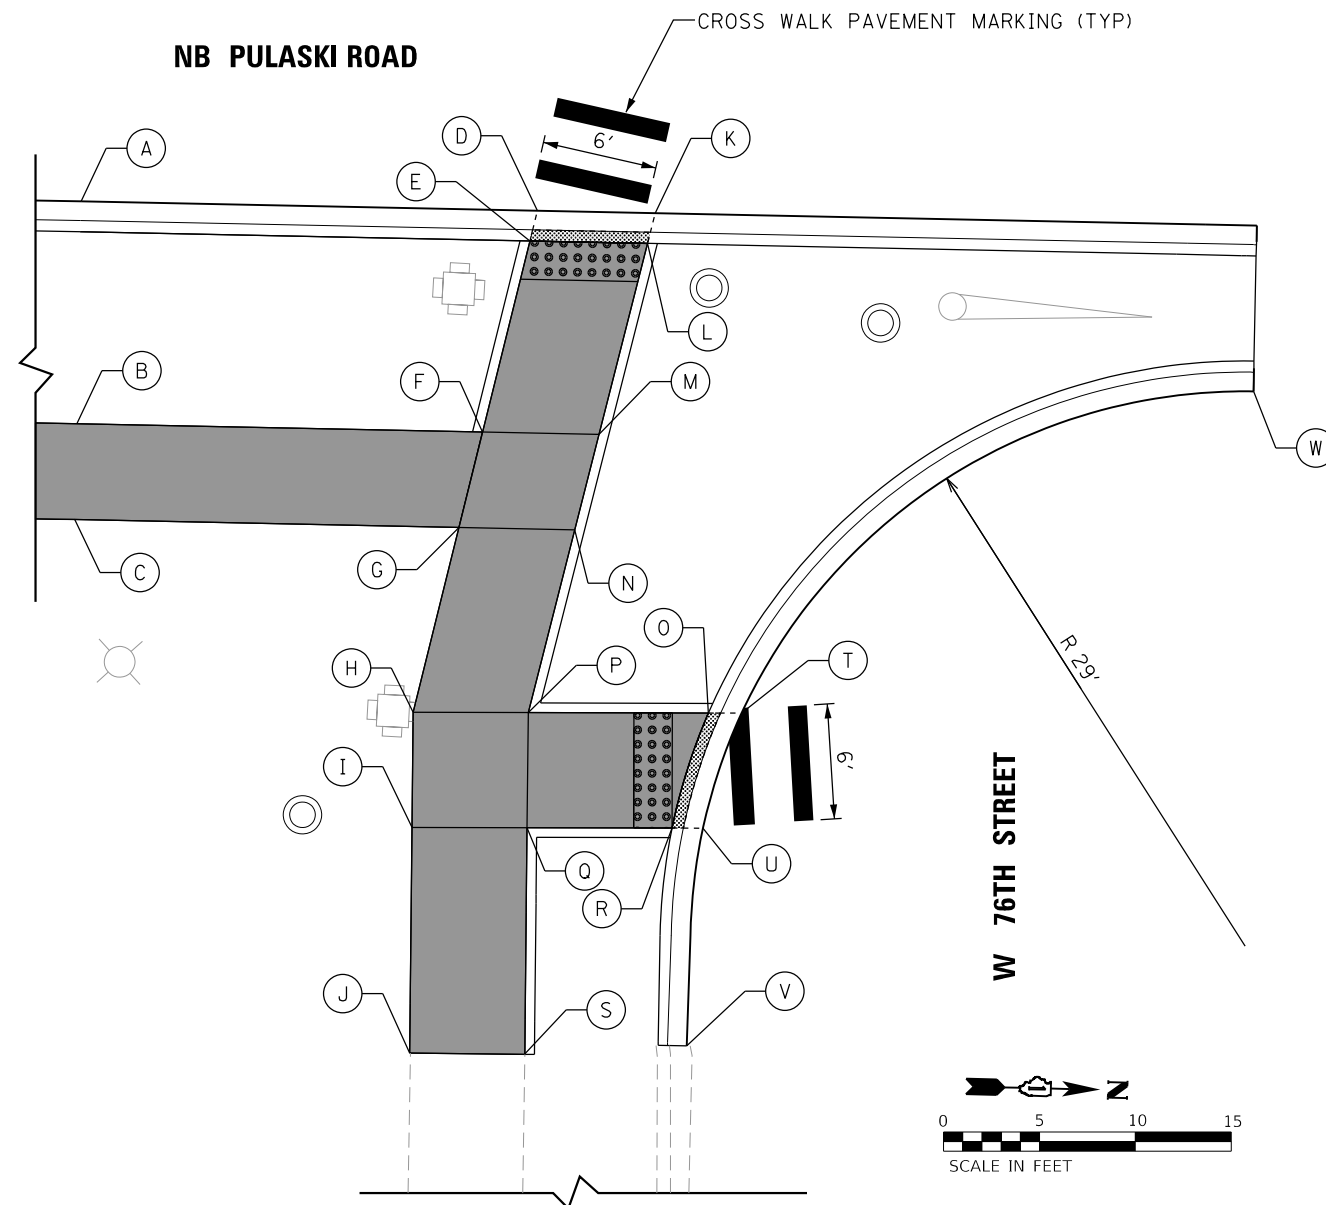 CROSS WALK PAVEMENT MARKING (TYP)
NB PULASKI ROAD
D
6'
K
A
E
L
B
F
M
W
C
G
N
R 29'
O
H
P
T
I
6'
W 76TH STREET
Q
U
R
J
S
V
N
0 5 10 15
SCALE IN FEET